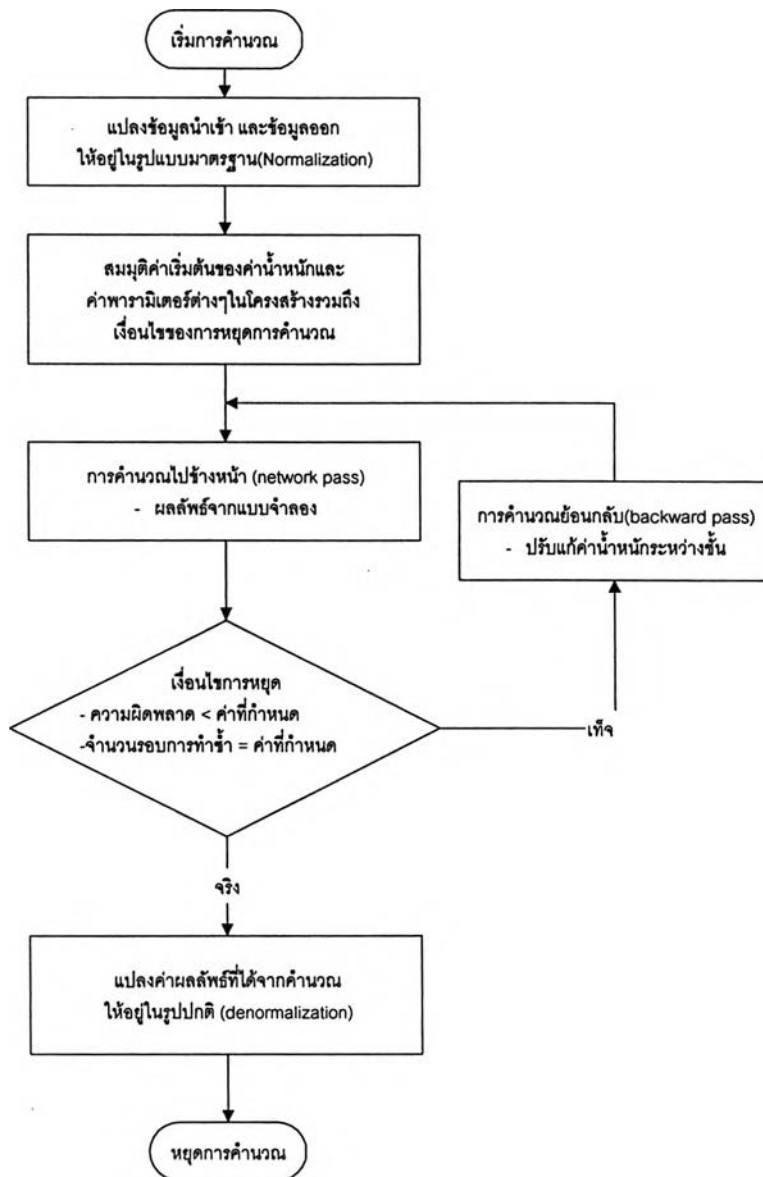 เริ่มการคำนวณ
แปลงข้อมูลนำเข้า และข้อมูลออก
ให้อยู่ในรูปแบบมาตรฐาน(Normalization)
สมมุติค่าเริ่มต้นของค่าน้ำหนักและ
ค่าพารามิเตอร์ต่างๆในโครงสร้างรวมถึง
เงื่อนไขของการหยุดการคำนวณ
การคำนวณไปข้างหน้า (network pass)
- ผลลัพธ์จากแบบจำลอง
การคำนวณย้อนกลับ(backward pass)
- ปรับแก้ค่าน้ำหนักระหว่างชั้น
เงื่อนไขการหยุด
- ความผิดพลาด < ค่าที่กำหนด
-จำนวนรอบการทำซ้ำ = ค่าที่กำหนด
เท็จ
จริง
แปลงค่าผลลัพธ์ที่ได้จากคำนวณ
ให้อยู่ในรูปปกติ (denormalization)
หยุดการคำนวณ